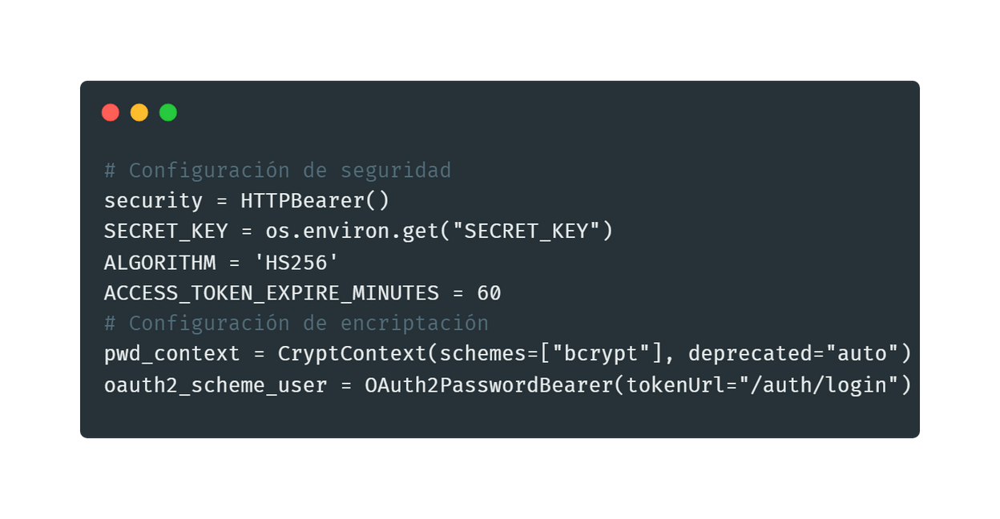 # Configuración de seguridad
security = HTTPBearer()
SECRET_KEY = os.environ.get("SECRET_KEY")
ALGORITHM = 'HS256'
ACCESS_TOKEN_EXPIRE_MINUTES = 60
# Configuración de encriptación
pwd_context = CryptContext(schemes=["bcrypt"], deprecated="auto")
oauth2_scheme_user = OAuth2PasswordBearer(tokenUrl="/auth/login")